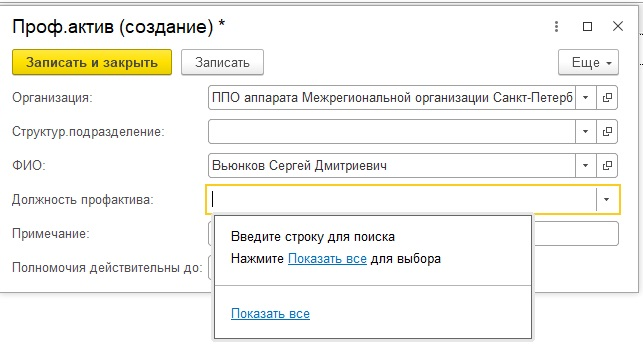 Проф.актив (создание) *
Записать и закрыть Записать Еще
Организация: ППО аппарата Межрегиональной организации Санкт-Петерб
Структур.подразделение:
ФИО: Вьюнков Сергей Дмитриевич
Должность профактива:
Примечание:
Полномочия действительны до:
Введите строку для поиска
Нажмите Показать все для выбора
Показать все